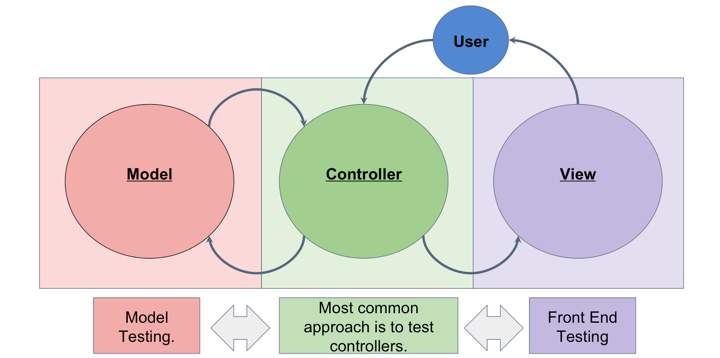 User
Model
Controller
View
Model
Testing.
Most common
approach is to test
controllers.
Front End
Testing